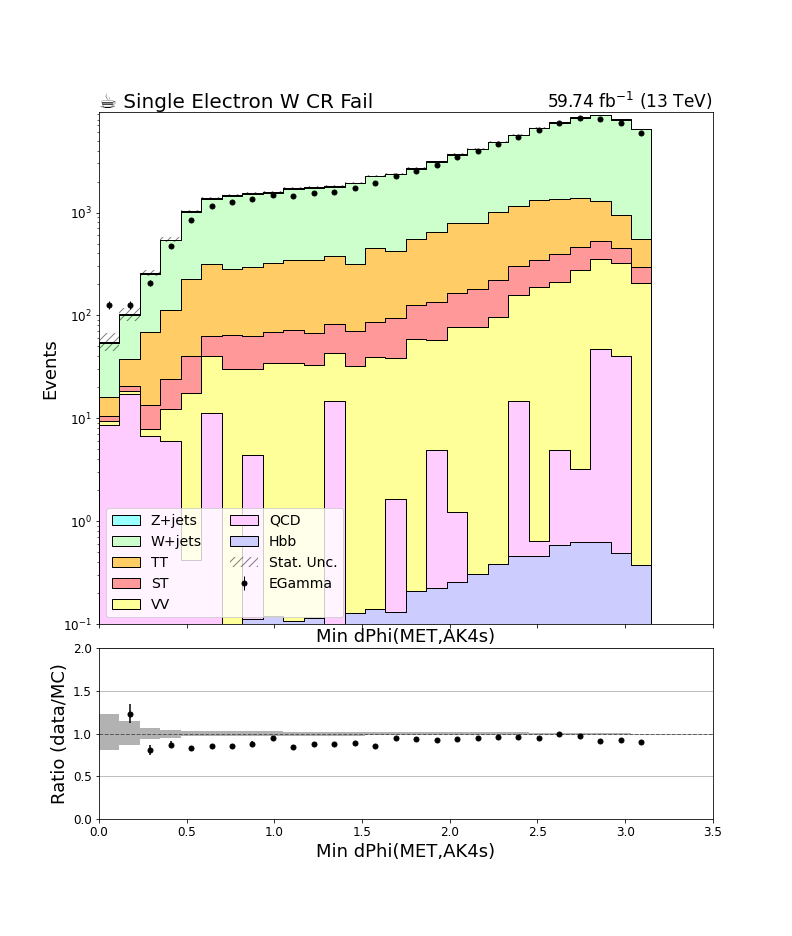 ☕ Single Electron W CR Fail
59.74 fb⁻¹ (13 TeV)
Events
10³
10²
10¹
10⁰
10⁻¹
Z+jets
W+jets
TT
ST
VV
QCD
Hbb
Stat. Unc.
EGamma
Min dPhi(MET,AK4s)
Ratio (data/MC)
2.0
1.5
1.0
0.5
0.0
0.0 0.5 1.0 1.5 2.0 2.5 3.0 3.5
Min dPhi(MET,AK4s)